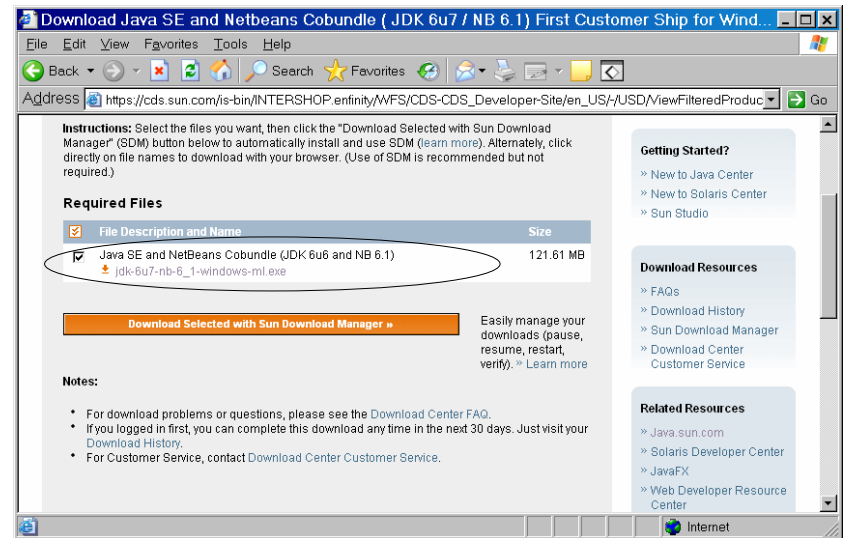 Download Java SE and Netbeans Cobundle ( JDK 6u7 / NB 6.1) First Customer Ship for Wind...
File Edit View Favorites Tools Help
Back Search Favorites
Address https://cds.sun.com/is-bin/INTERSHOP.enfinity/WFS/CDS-CDS_Developer-Site/en_US/-/USD/ViewFilteredProduc Go
Instructions: Select the files you want, then click the "Download Selected with Sun Download
Manager" (SDM) button below to automatically install and use SDM (learn more). Alternately, click
directly on file names to download with your browser. (Use of SDM is recommended but not
required.)
Required Files
File Description and Name Size
Java SE and NetBeans Cobundle (JDK 6u6 and NB 6.1) 121.61 MB
jdk-6u7-nb-6_1-windows-ml.exe
Download Selected with Sun Download Manager »
Easily manage your
downloads (pause,
resume, restart,
verify). » Learn more
Notes:
• For download problems or questions, please see the Download Center FAQ.
• If you logged in first, you can complete this download any time in the next 30 days. Just visit your
Download History.
• For Customer Service, contact Download Center Customer Service.
Getting Started?
» New to Java Center
» New to Solaris Center
» Sun Studio
Download Resources
» FAQs
» Download History
» Sun Download Manager
» Download Center
Customer Service
Related Resources
» Java.sun.com
» Solaris Developer Center
» JavaFX
» Web Developer Resource
Center
Internet